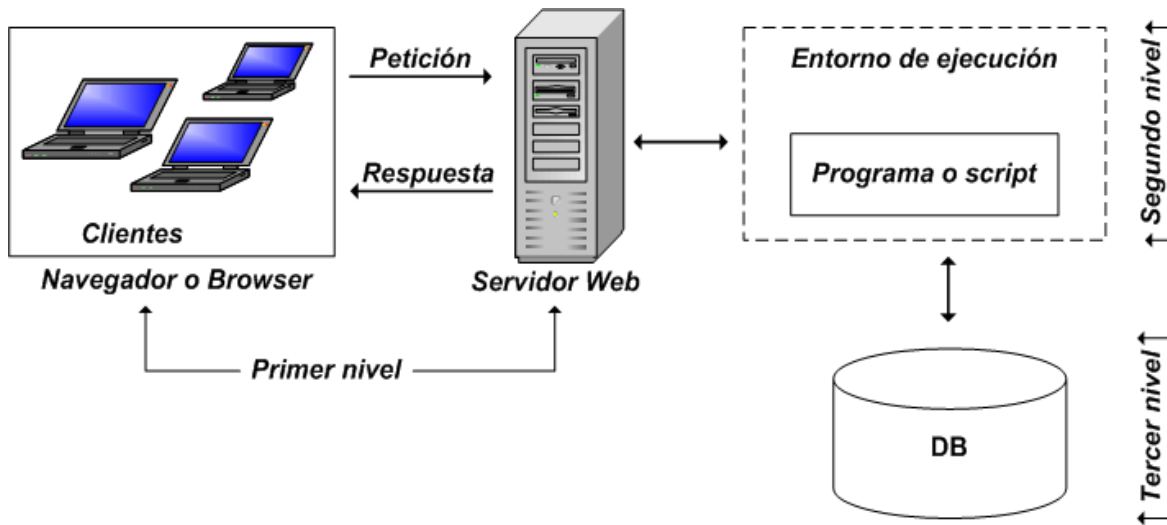 Petición
Respuesta
Clientes
Navegador o Browser
Servidor Web
Primer nivel
Entorno de ejecución
Programa o script
Segundo nivel
DB
Tercer nivel